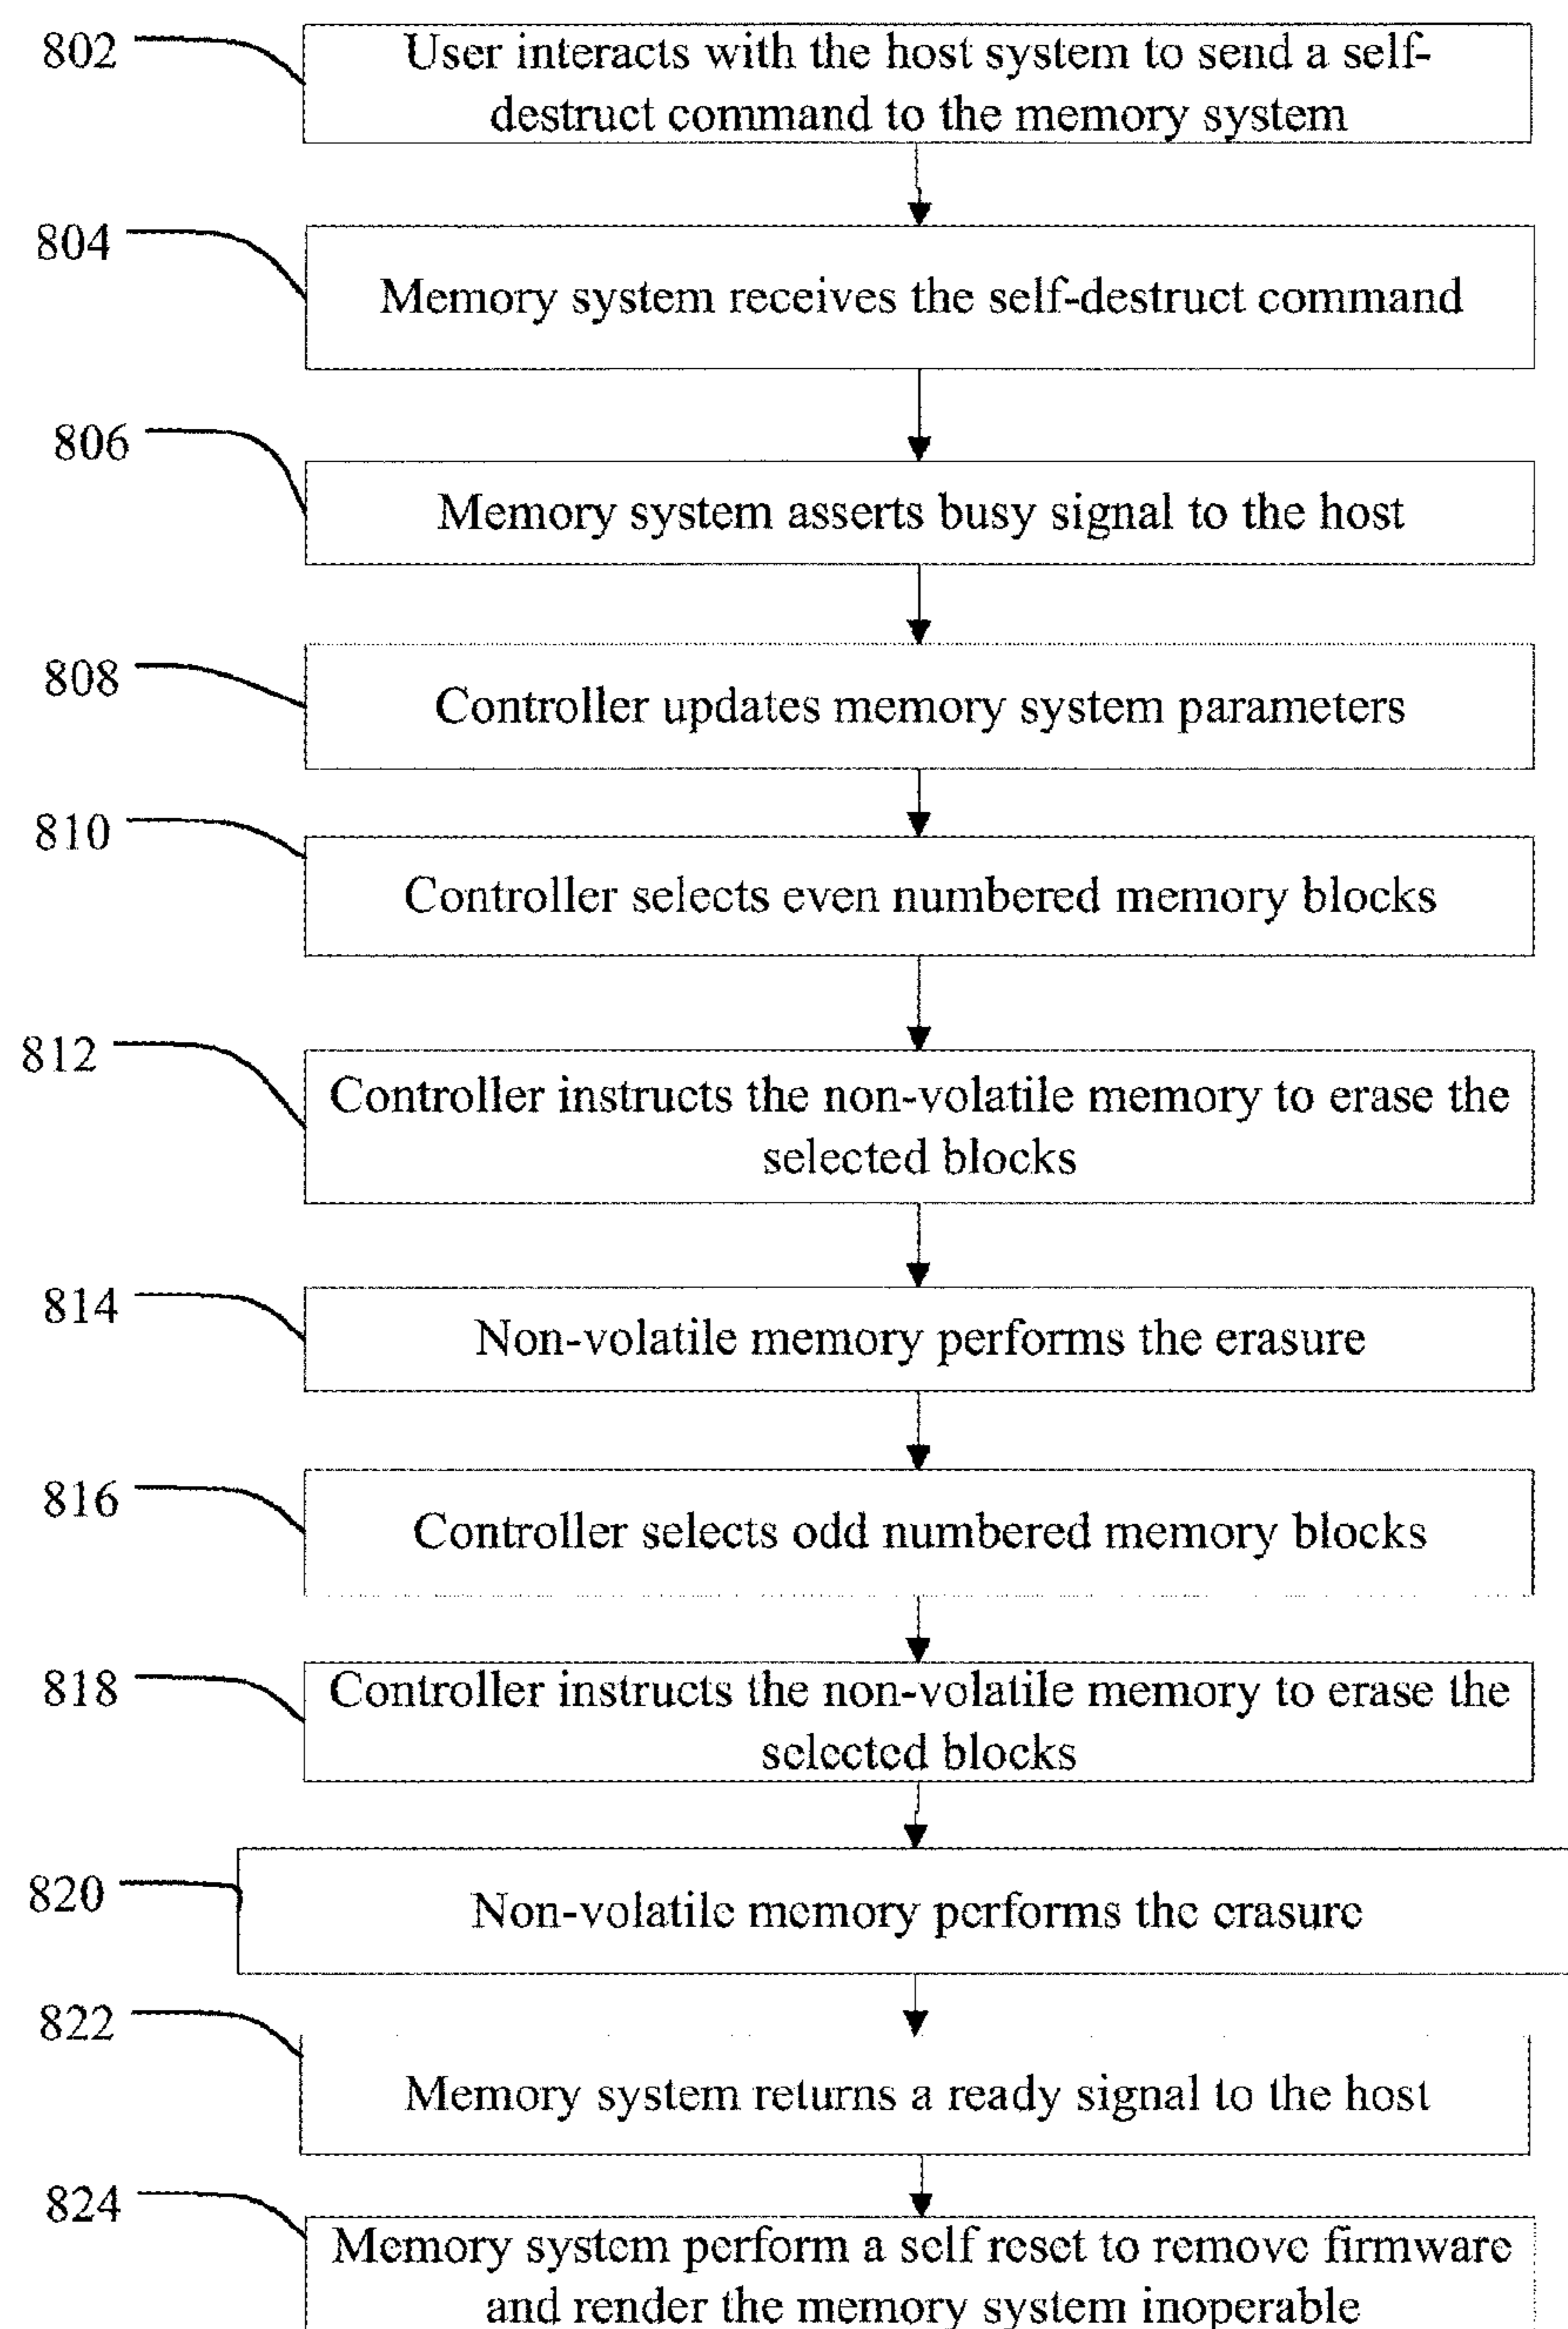 802
User interacts with the host system to send a self-
destruct command to the memory system
804
Memory system receives the self-destruct command
806
Memory system asserts busy signal to the host
808
Controller updates memory system parameters
810
Controller selects even numbered memory blocks
812
Controller instructs the non-volatile memory to erase the
selected blocks
814
Non-volatile memory performs the erasure
816
Controller selects odd numbered memory blocks
818
Controller instructs the non-volatile memory to erase the
selected blocks
820
Non-volatile memory performs the erasure
822
Memory system returns a ready signal to the host
824
Memory system perform a self reset to remove firmware
and render the memory system inoperable